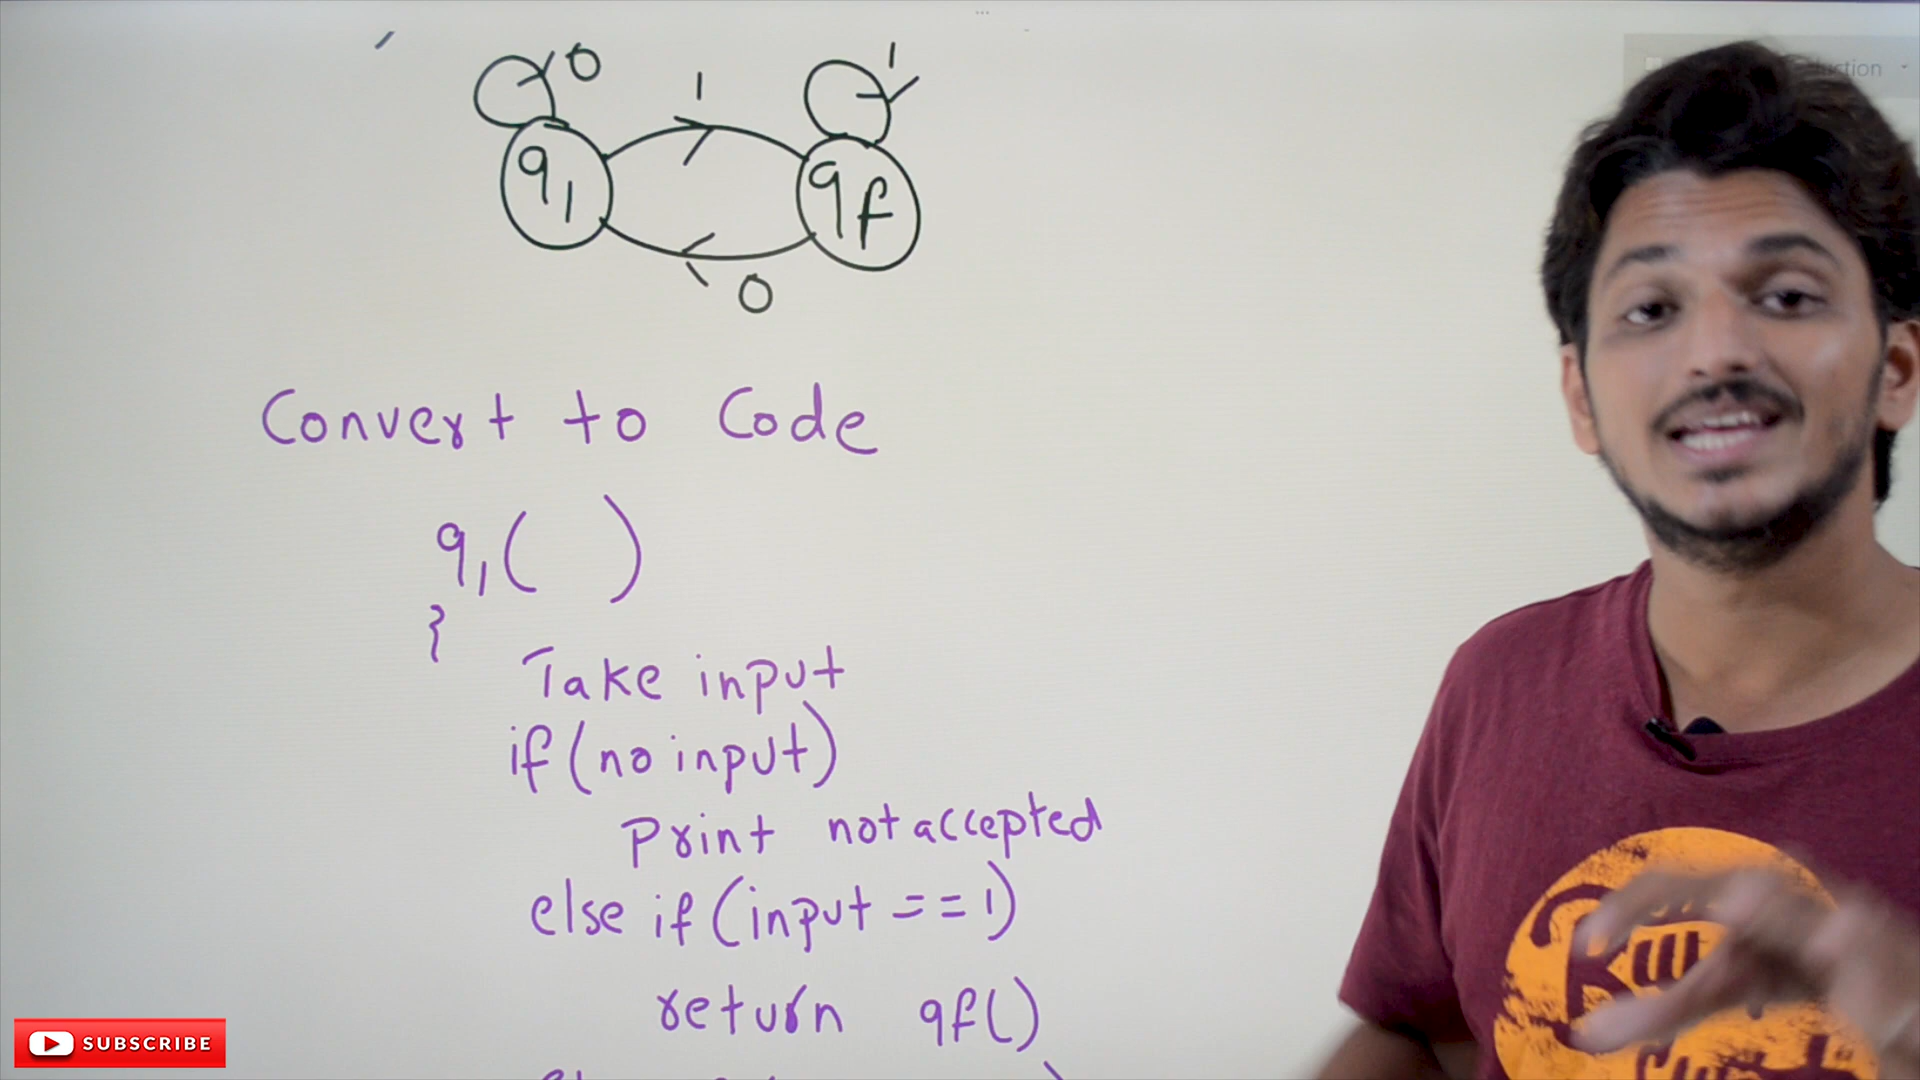 0
1
1
q1
qf
0
Convert to Code
q1( )
{
Take input
if (no input)
Print not accepted
else if (input == 1)
return qf()
SUBSCRIBE